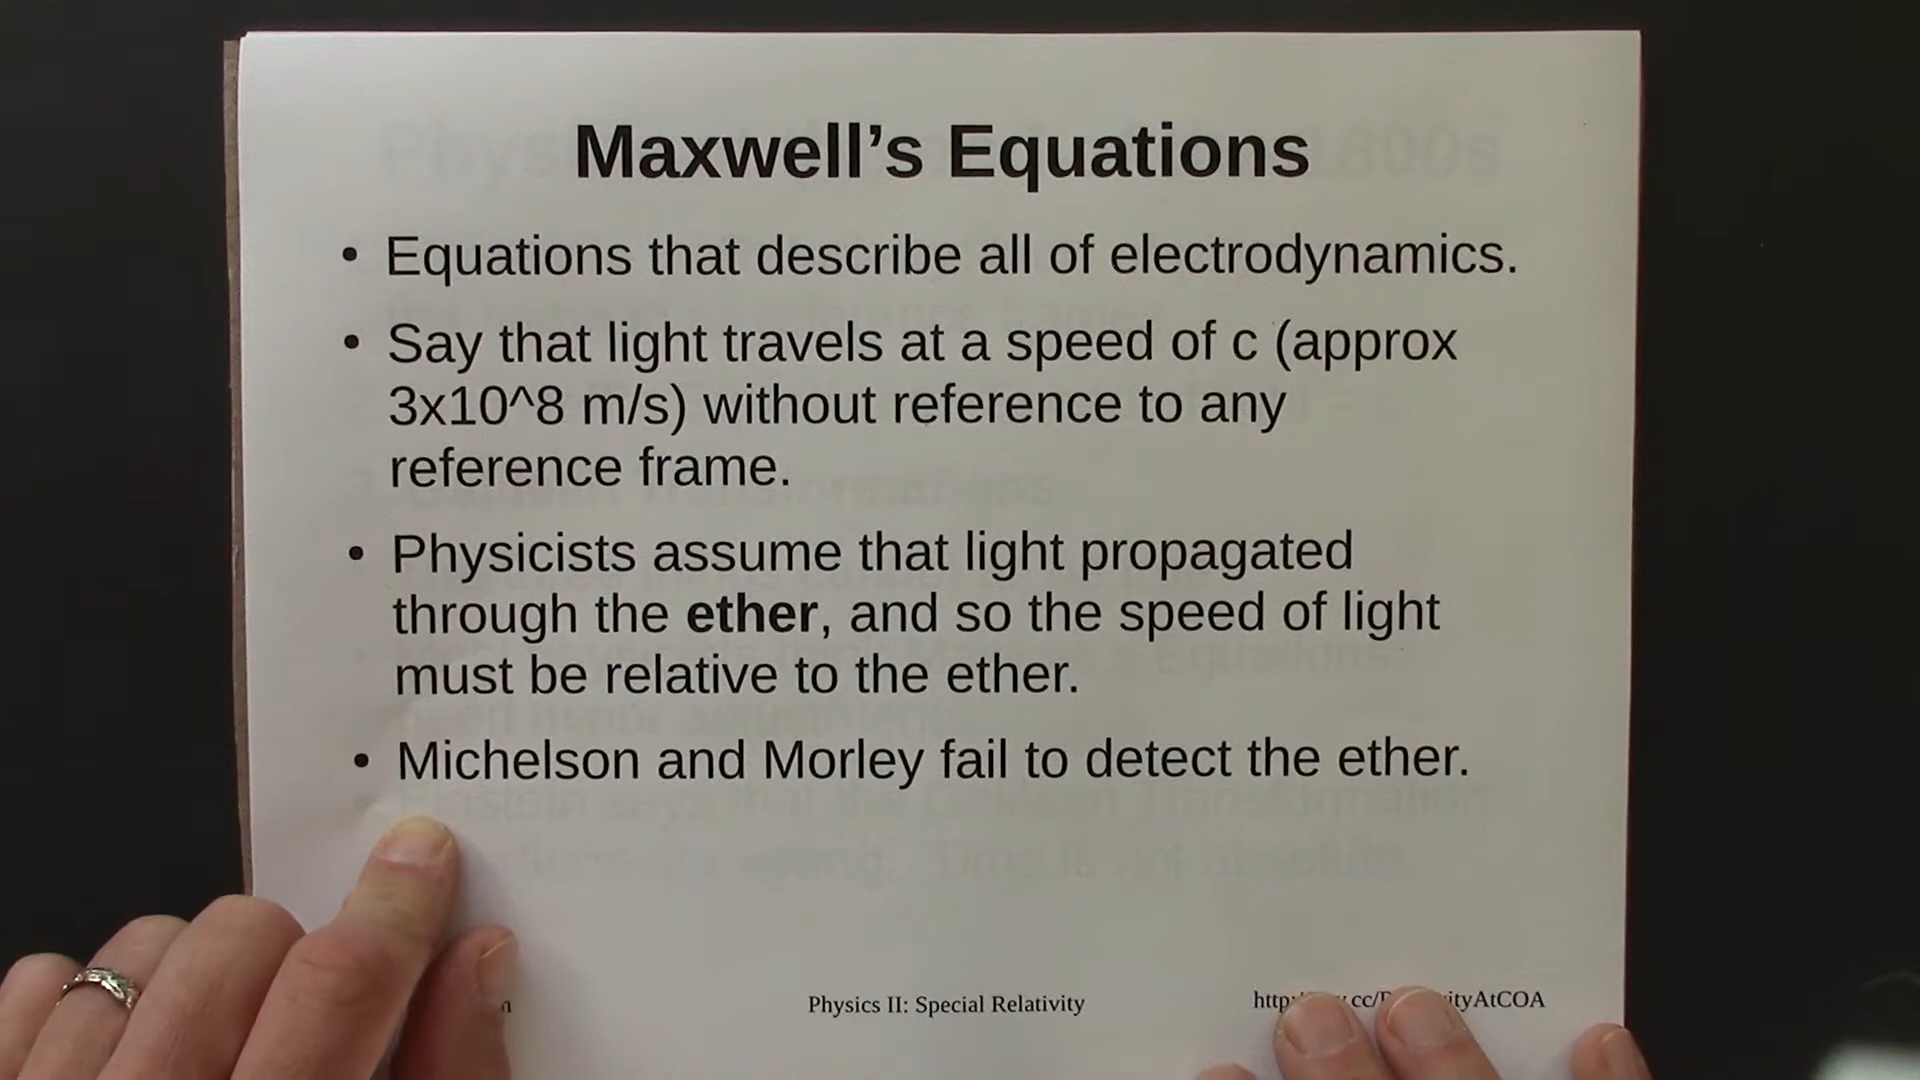 Maxwell’s Equations
• Equations that describe all of electrodynamics.
• Say that light travels at a speed of c (approx
3x10^8 m/s) without reference to any
reference frame.
• Physicists assume that light propagated
through the ether, and so the speed of light
must be relative to the ether.
• Michelson and Morley fail to detect the ether.
Physics II: Special Relativity